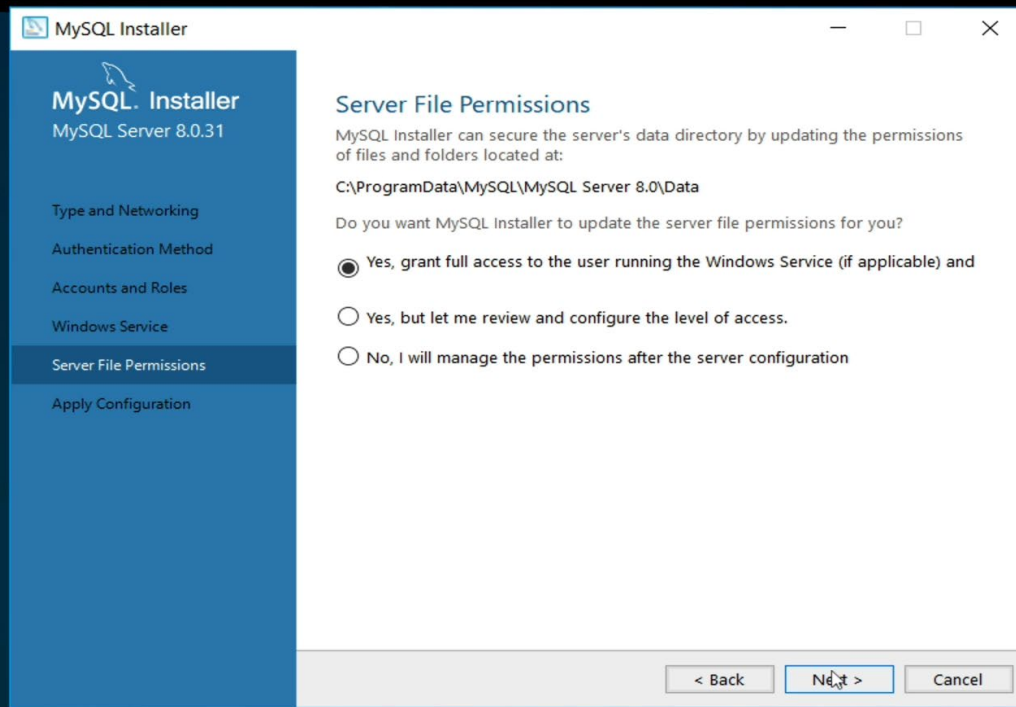 MySQL Installer
MySQL. Installer
MySQL Server 8.0.31
Type and Networking
Authentication Method
Accounts and Roles
Windows Service
Server File Permissions
Apply Configuration
Server File Permissions
MySQL Installer can secure the server's data directory by updating the permissions
of files and folders located at:
C:\ProgramData\MySQL\MySQL Server 8.0\Data
Do you want MySQL Installer to update the server file permissions for you?
Yes, grant full access to the user running the Windows Service (if applicable) and
Yes, but let me review and configure the level of access.
No, I will manage the permissions after the server configuration
< Back
Next >
Cancel